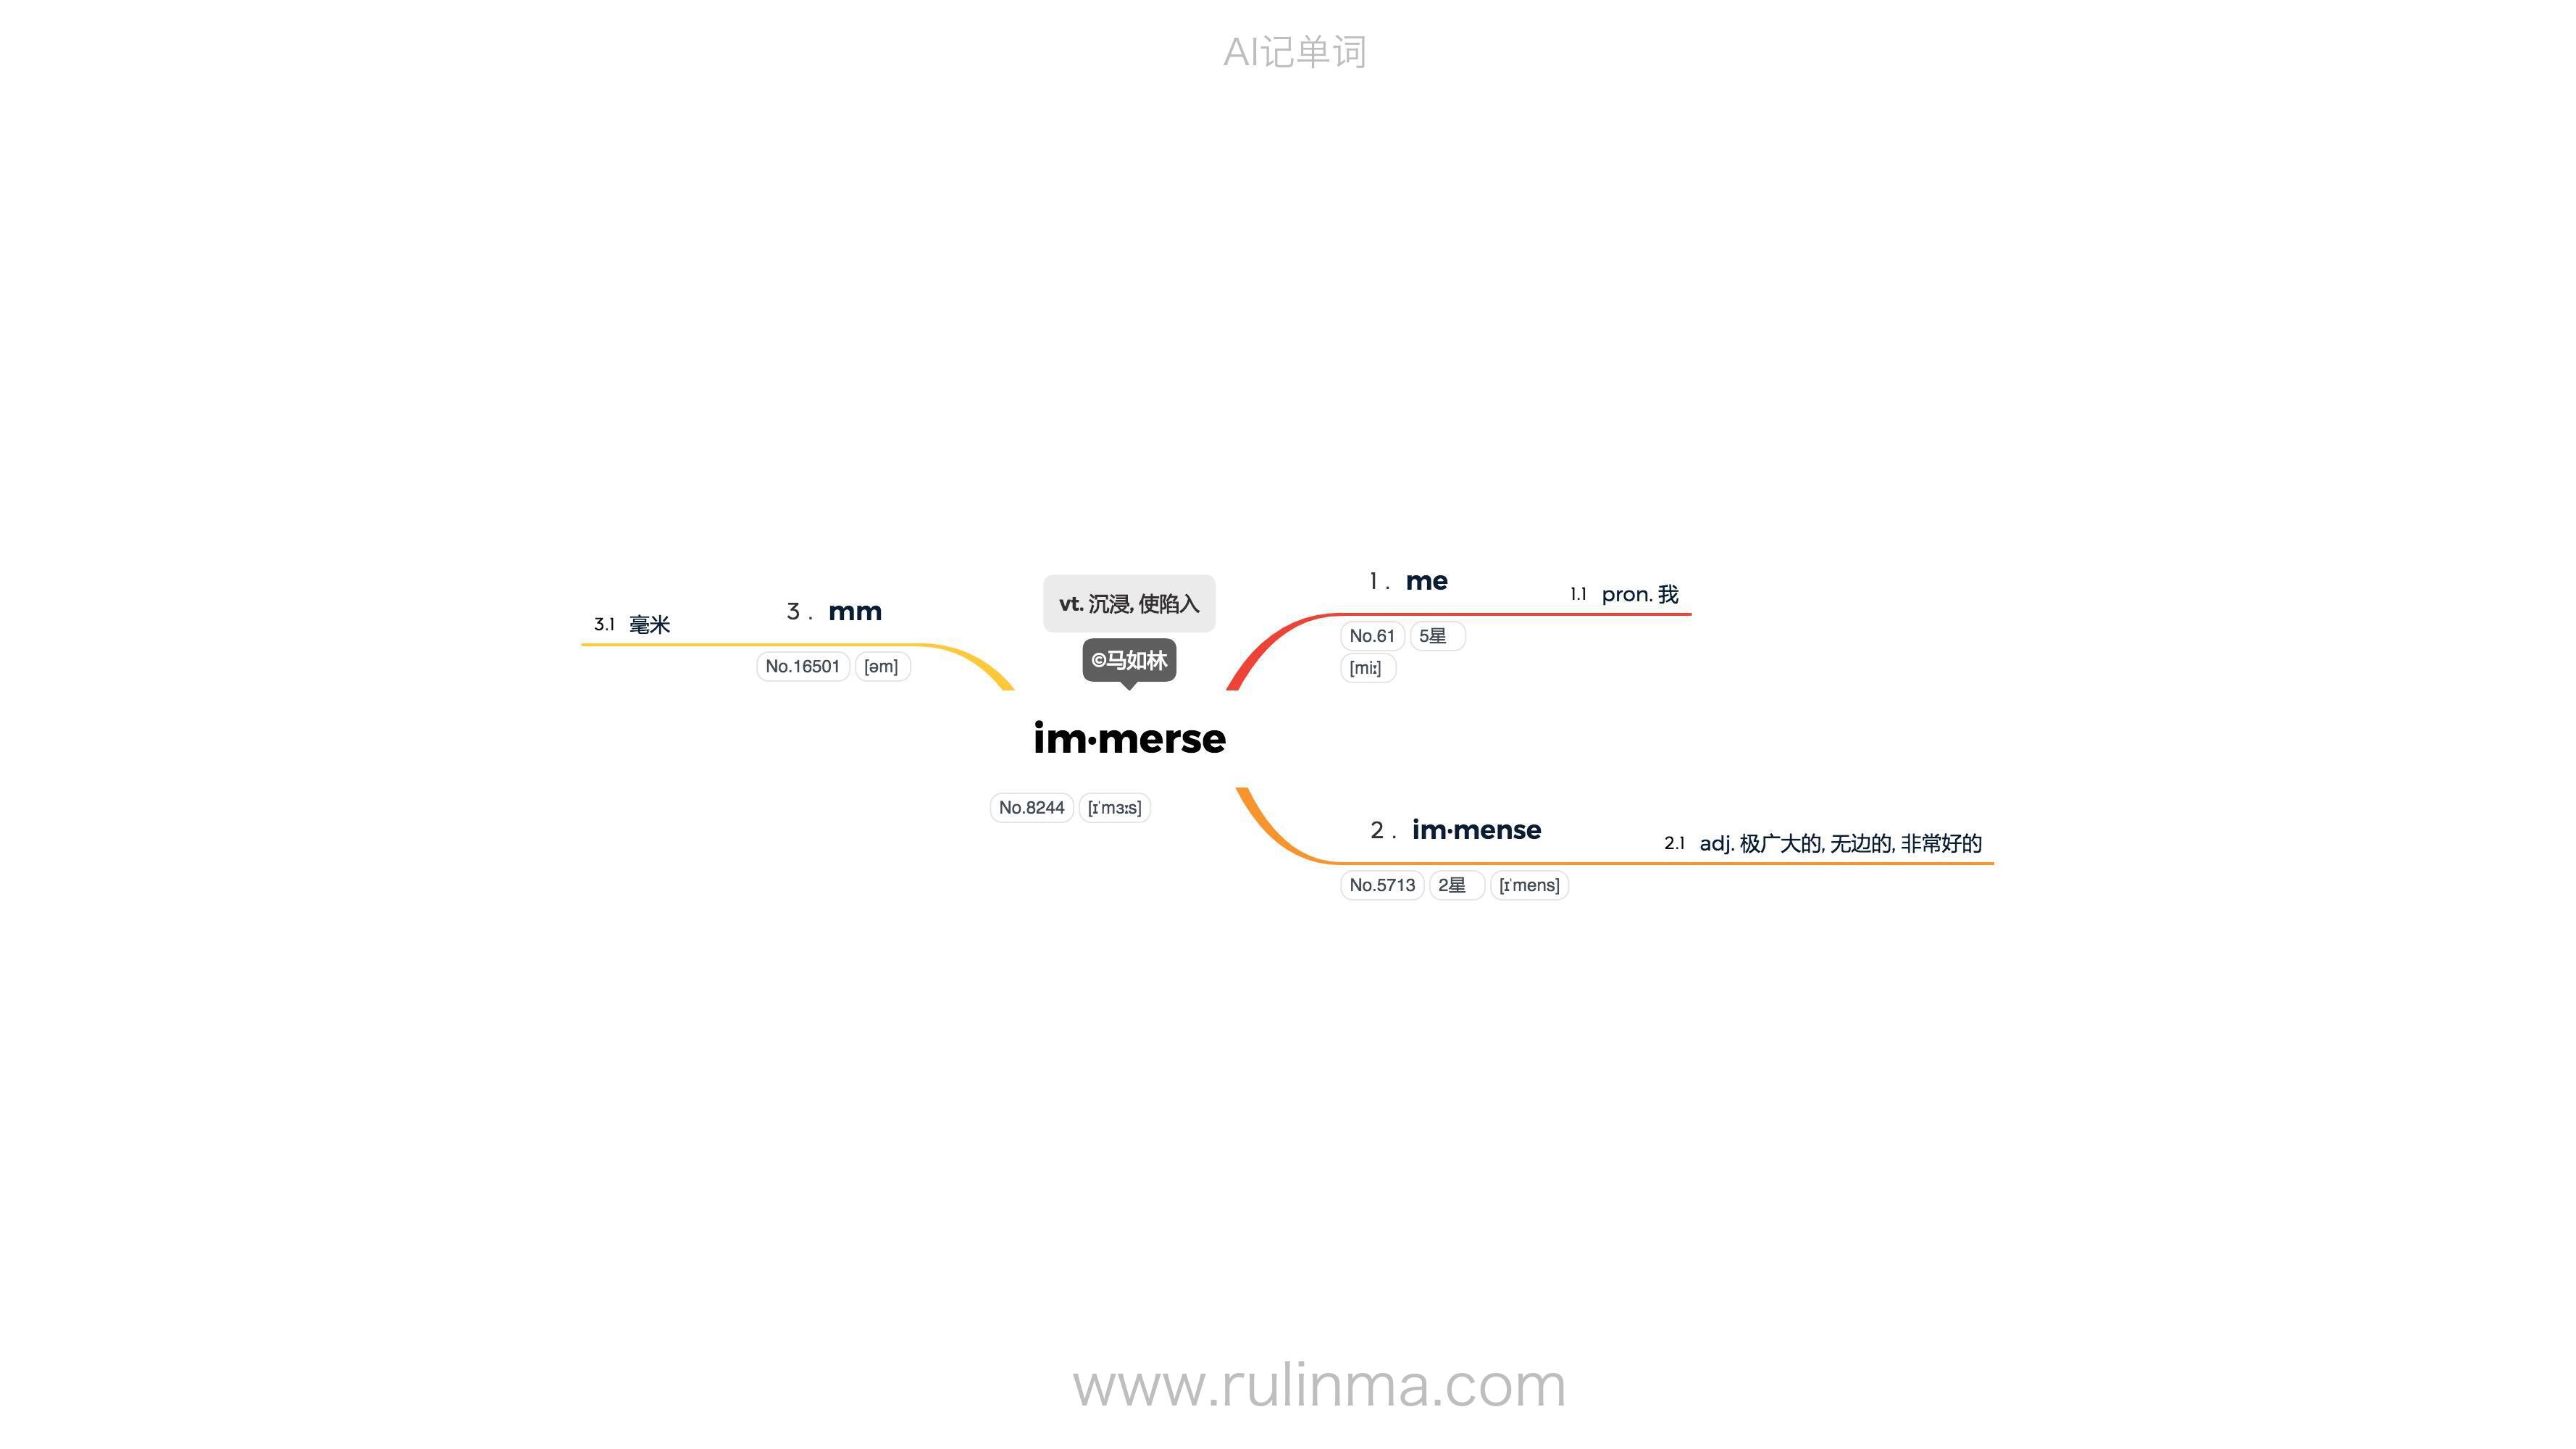 AI记单词
vt. 沉浸, 使陷入
©马如林
im·merse
No.8244 [ɪˈmɜːs]
1 . me
1.1 pron. 我
No.61 5星
[miː]
2 . im·mense
2.1 adj. 极广大的, 无边的, 非常好的
No.5713 2星 [ɪˈmens]
3 . mm
3.1 毫米
No.16501 [əm]
www.rulinma.com